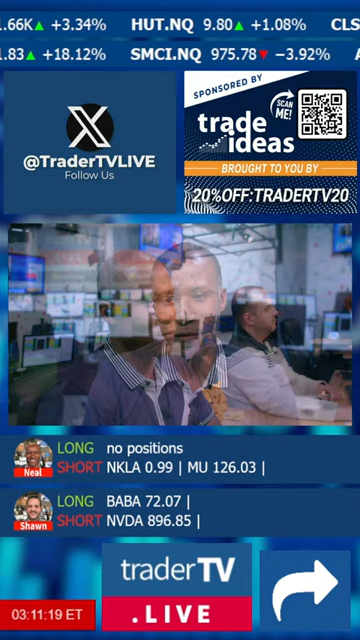 .66K▲ +3.34% HUT.NQ 9.80▲ +1.08% CLS
.83▲ +18.12% SMCI.NQ 975.78▼ −3.92%
@TraderTVLIVE
Follow Us
SPONSORED BY
SCAN ME!
trade
ideas
BROUGHT TO YOU BY
20%OFF:TRADERTV20
LONG no positions
SHORT NKLA 0.99 | MU 126.03 |
Neal
LONG BABA 72.07 |
SHORT NVDA 896.85 |
Shawn
traderTV
.LIVE
03:11:19 ET